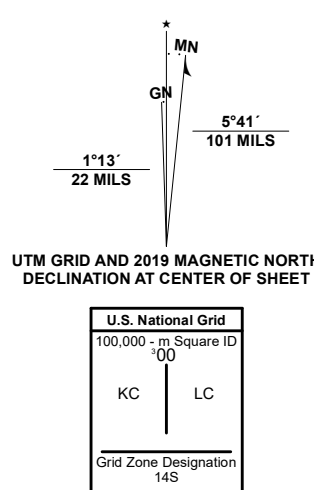 MN
GN
5°41´
101 MILS
1°13´
22 MILS
UTM GRID AND 2019 MAGNETIC NORTH
DECLINATION AT CENTER OF SHEET
U.S. National Grid
100,000 - m Square ID
³00
KC LC
Grid Zone Designation
14S